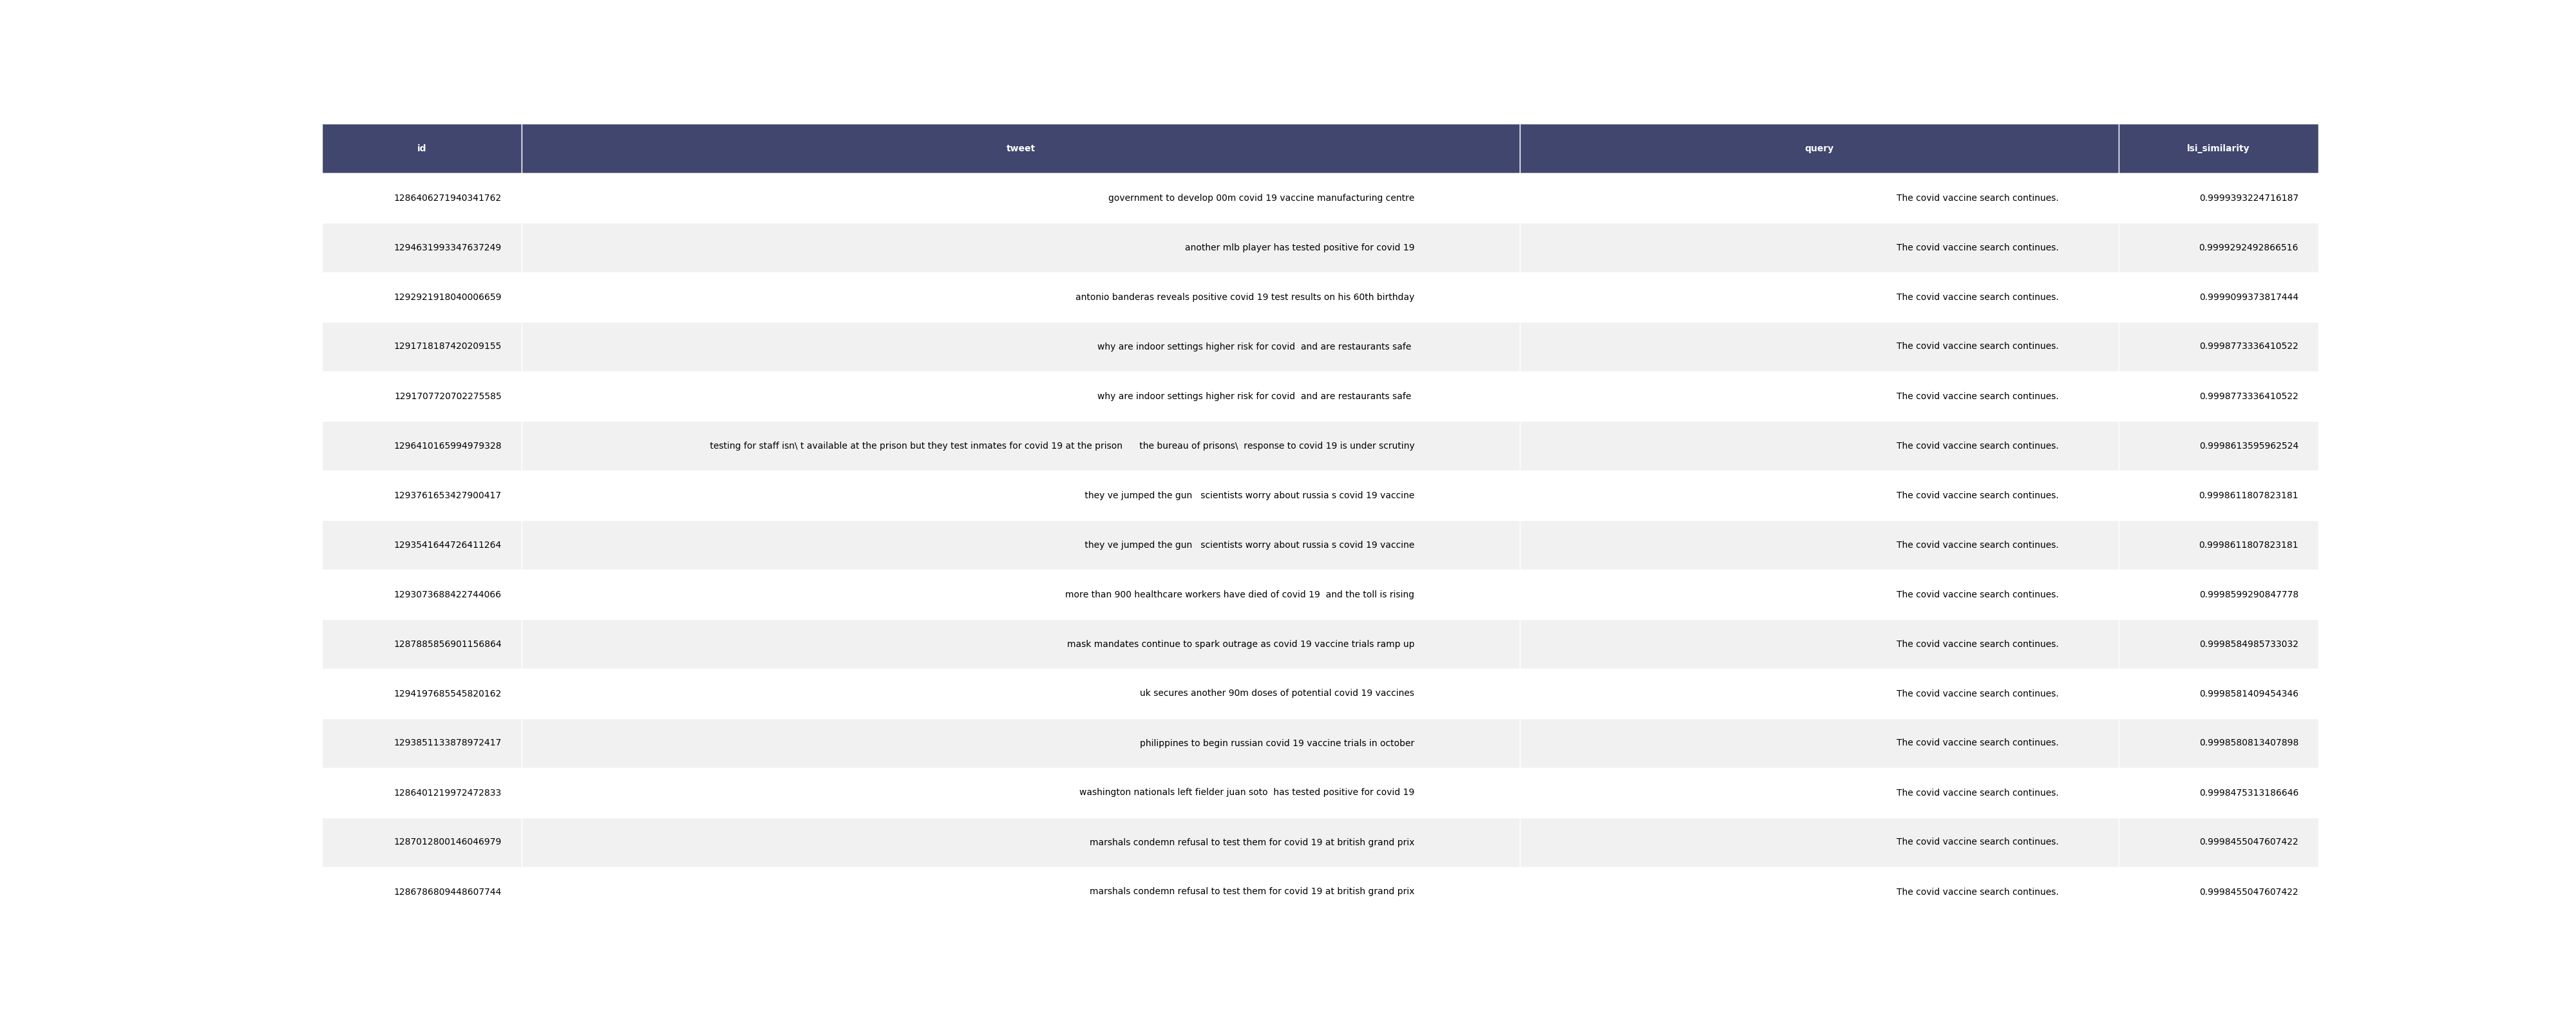 id tweet query lsi_similarity
1286406271940341762 government to develop 00m covid 19 vaccine manufacturing centre The covid vaccine search continues. 0.9999393224716187
1294631993347637249 another mlb player has tested positive for covid 19 The covid vaccine search continues. 0.9999292492866516
1292921918040006659 antonio banderas reveals positive covid 19 test results on his 60th birthday The covid vaccine search continues. 0.9999099373817444
1291718187420209155 why are indoor settings higher risk for covid  and are restaurants safe The covid vaccine search continues. 0.9998773336410522
1291707720702275585 why are indoor settings higher risk for covid  and are restaurants safe The covid vaccine search continues. 0.9998773336410522
1296410165994979328 testing for staff isn\ t available at the prison but they test inmates for covid 19 at the prison      the bureau of prisons\  response to covid 19 is under scrutiny The covid vaccine search continues. 0.9998613595962524
1293761653427900417 they ve jumped the gun   scientists worry about russia s covid 19 vaccine The covid vaccine search continues. 0.9998611807823181
1293541644726411264 they ve jumped the gun   scientists worry about russia s covid 19 vaccine The covid vaccine search continues. 0.9998611807823181
1293073688422744066 more than 900 healthcare workers have died of covid 19  and the toll is rising The covid vaccine search continues. 0.9998599290847778
1287885856901156864 mask mandates continue to spark outrage as covid 19 vaccine trials ramp up The covid vaccine search continues. 0.9998584985733032
1294197685545820162 uk secures another 90m doses of potential covid 19 vaccines The covid vaccine search continues. 0.9998581409454346
1293851133878972417 philippines to begin russian covid 19 vaccine trials in october The covid vaccine search continues. 0.9998580813407898
1286401219972472833 washington nationals left fielder juan soto  has tested positive for covid 19 The covid vaccine search continues. 0.9998475313186646
1287012800146046979 marshals condemn refusal to test them for covid 19 at british grand prix The covid vaccine search continues. 0.9998455047607422
1286786809448607744 marshals condemn refusal to test them for covid 19 at british grand prix The covid vaccine search continues. 0.9998455047607422